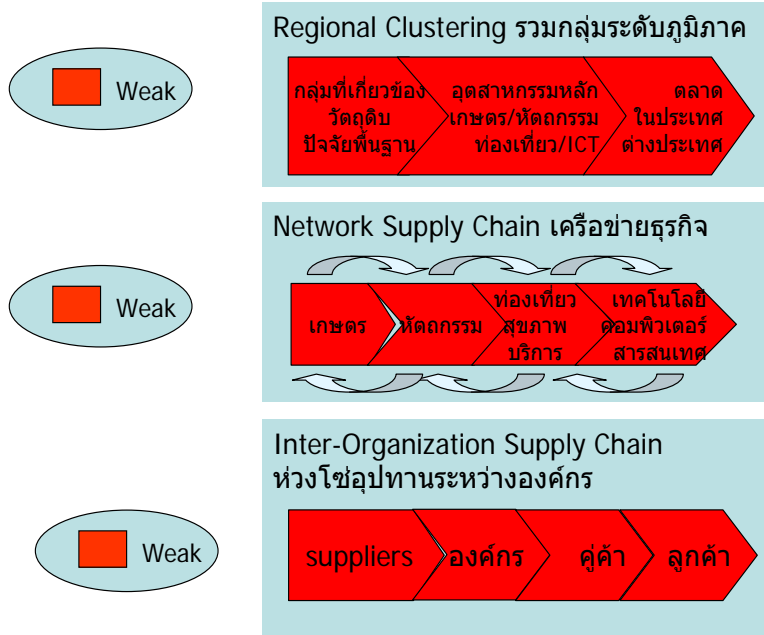 Regional Clustering รวมกลุ่มระดับภูมิภาค
Weak
กลุ่มที่เกี่ยวข้อง
วัตถุดิบ
ปัจจัยพื้นฐาน
อุตสาหกรรมหลัก
เกษตร/หัตถกรรม
ท่องเที่ยว/ICT
ตลาด
ในประเทศ
ต่างประเทศ
Network Supply Chain เครือข่ายธุรกิจ
Weak
เกษตร
หัตถกรรม
ท่องเที่ยว
สุขภาพ
บริการ
เทคโนโลยี
คอมพิวเตอร์
สารสนเทศ
Inter-Organization Supply Chain
ห่วงโซ่อุปทานระหว่างองค์กร
Weak
suppliers
องค์กร
คู่ค้า
ลูกค้า